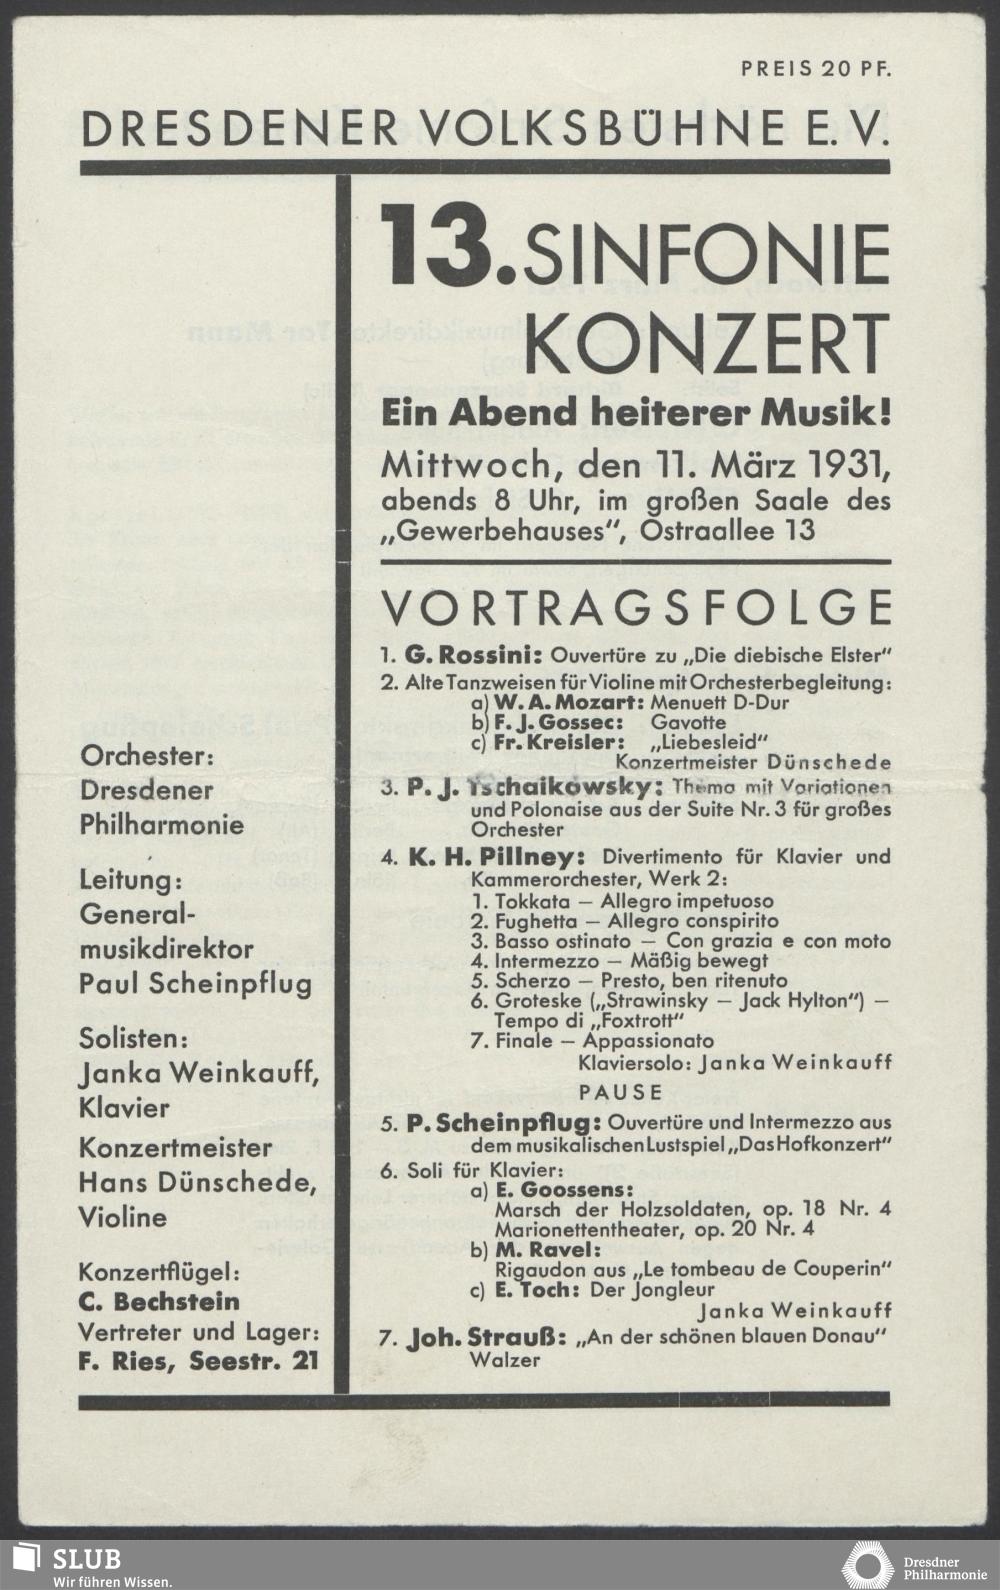 PREIS 20 PF.
DRESDENER VOLKSBÜHNE E.V.
13. SINFONIE
KONZERT
Ein Abend heiterer Musik!
Mittwoch, den 11. März 1931,
abends 8 Uhr, im großen Saale des
„Gewerbehauses“, Ostraallee 13
VORTRAGSFOLGE
1. G. Rossini: Ouvertüre zu „Die diebische Elster“
2. Alte Tanzweisen für Violine mit Orchesterbegleitung:
a) W. A. Mozart: Menuett D-Dur
b) F. J. Gossec: Gavotte
c) Fr. Kreisler: „Liebesleid“
Konzertmeister Dünschede
3. P. J. Tschaikowsky: Thema mit Variationen
und Polonaise aus der Suite Nr. 3 für großes
Orchester
4. K. H. Pillney: Divertimento für Klavier und
Kammerorchester, Werk 2:
1. Tokkata — Allegro impetuoso
2. Fughetta — Allegro conspirito
3. Basso ostinato — Con grazia e con moto
4. Intermezzo — Mäßig bewegt
5. Scherzo — Presto, ben ritenuto
6. Groteske („Strawinsky — Jack Hylton“) —
Tempo di „Foxtrott“
7. Finale — Appassionato
Klaviersolo: Janka Weinkauff
PAUSE
5. P. Scheinpflug: Ouvertüre und Intermezzo aus
dem musikalischen Lustspiel „Das Hofkonzert“
6. Soli für Klavier:
a) E. Goossens:
Marsch der Holzsoldaten, op. 18 Nr. 4
Marionettentheater, op. 20 Nr. 4
b) M. Ravel:
Rigaudon aus „Le tombeau de Couperin“
c) E. Toch: Der Jongleur
Janka Weinkauff
7. Joh. Strauß: „An der schönen blauen Donau“
Walzer
Orchester:
Dresdener
Philharmonie
Leitung:
General-
musikdirektor
Paul Scheinpflug
Solisten:
Janka Weinkauff,
Klavier
Konzertmeister
Hans Dünschede,
Violine
Konzertflügel:
C. Bechstein
Vertreter und Lager:
F. Ries, Seestr. 21
SLUB
Wir führen Wissen.
Dresdner
Philharmonie